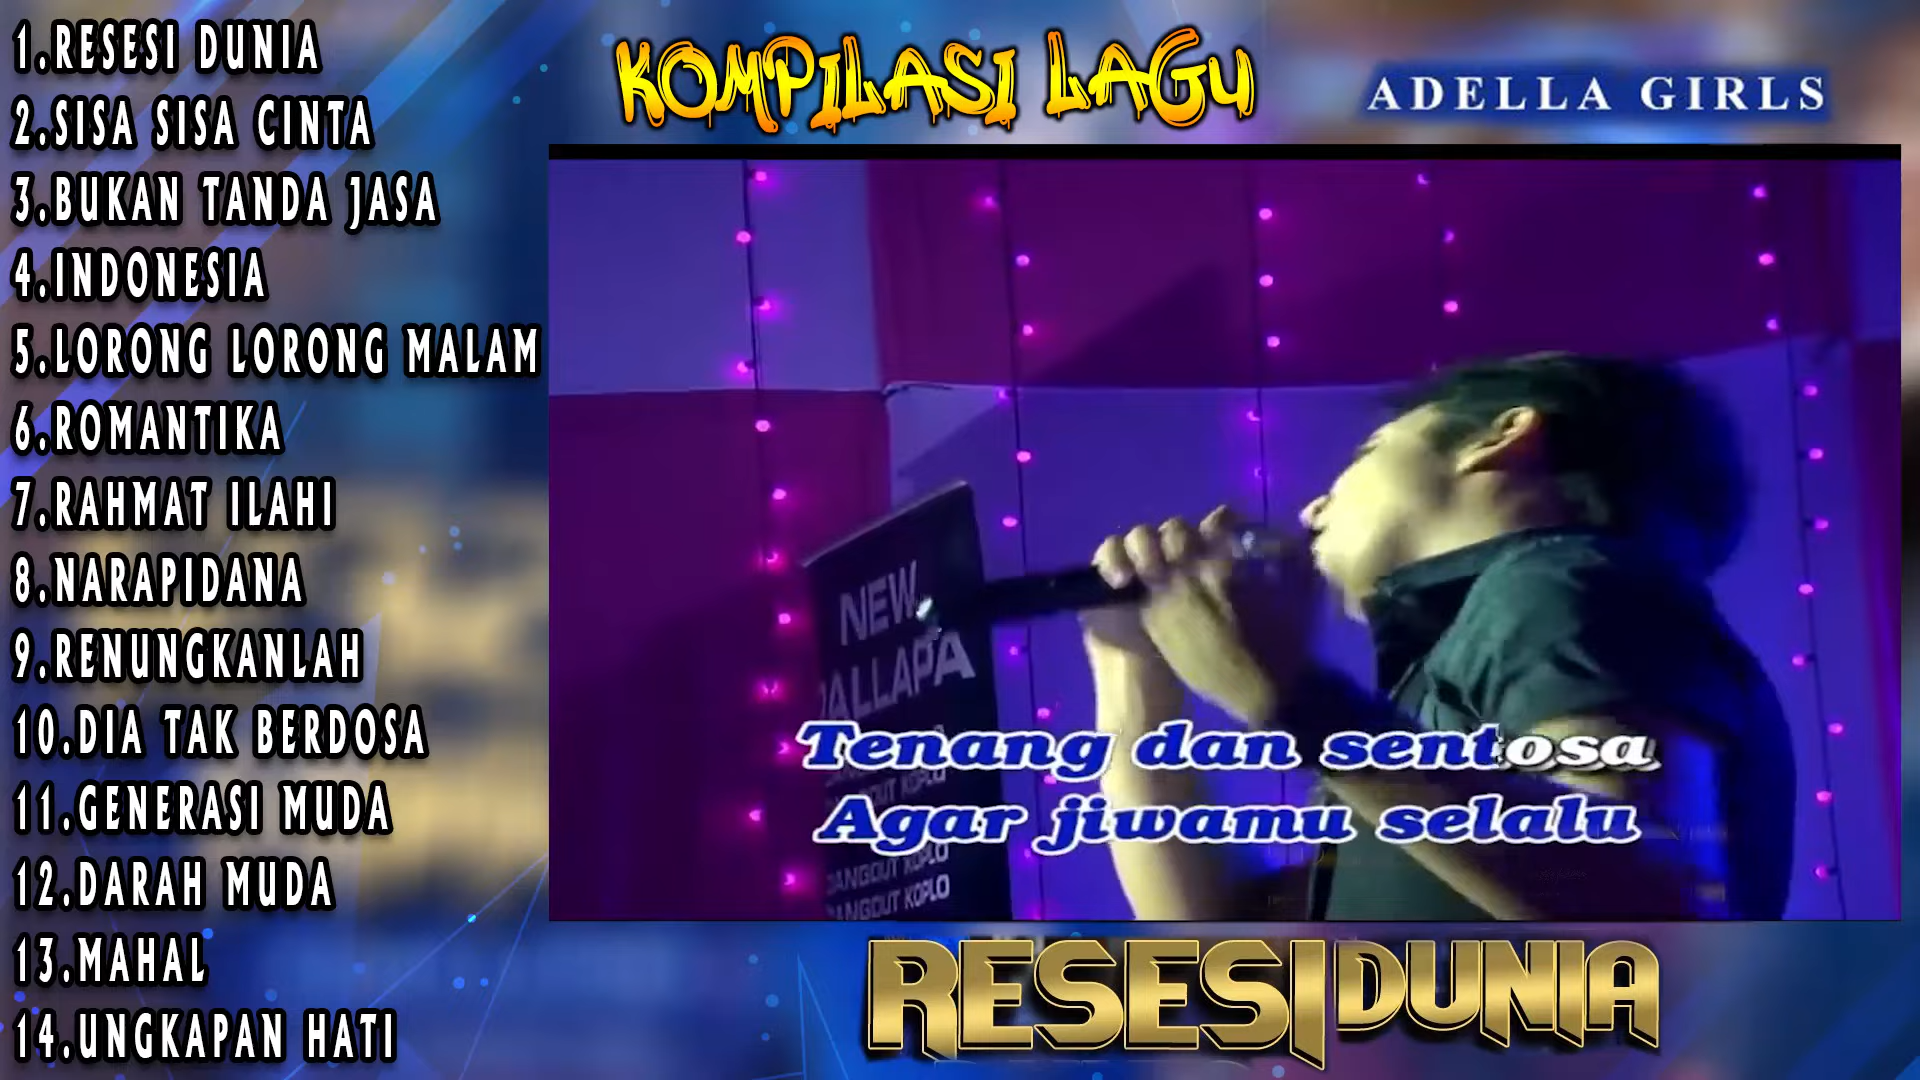 1.RESESI DUNIA
2.SISA SISA CINTA
3.BUKAN TANDA JASA
4.INDONESIA
5.LORONG LORONG MALAM
6.ROMANTIKA
7.RAHMAT ILAHI
8.NARAPIDANA
9.RENUNGKANLAH
10.DIA TAK BERDOSA
11.GENERASI MUDA
12.DARAH MUDA
13.MAHAL
14.UNGKAPAN HATI
KOMPILASI LAGU
ADELLA GIRLS
NEW
PALLAPA
DANGDUT KOPLO
Tenang dan sentosa
Agar jiwamu selalu
DANGDUT KOPLO
DANGDUT KOPLO
RESESI DUNIA